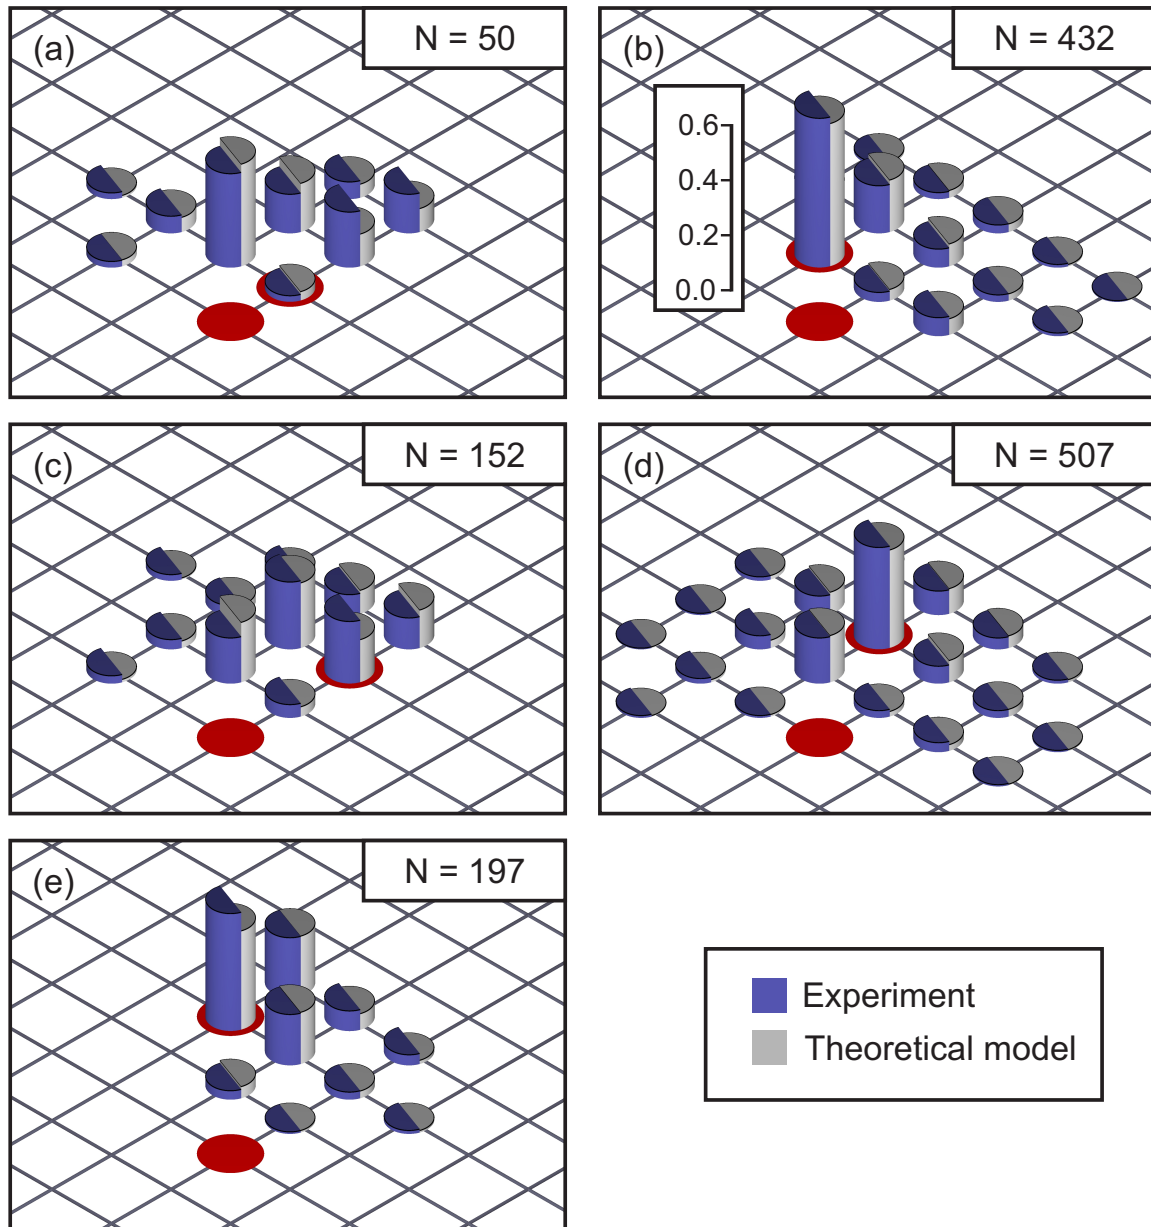 (a)
N = 50
(b)
N = 432
0.6
0.4
0.2
0.0
(c)
N = 152
(d)
N = 507
(e)
N = 197
Experiment
Theoretical model